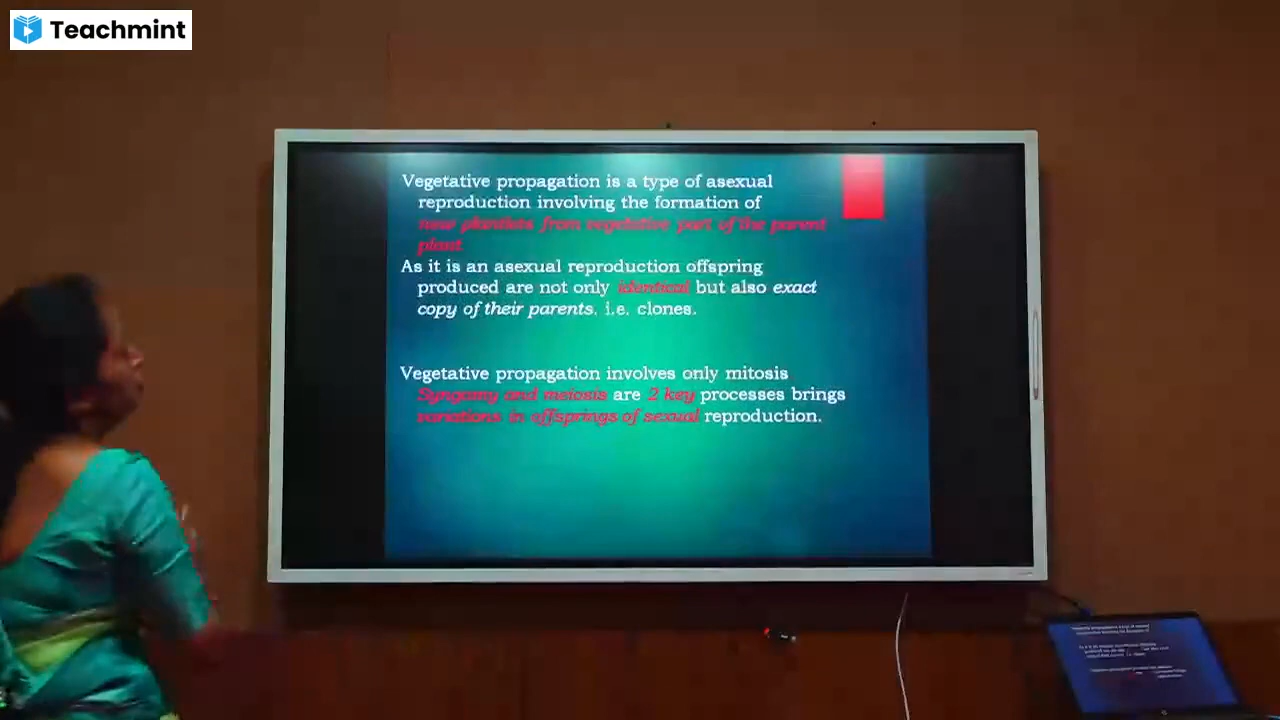 Teachmint
Vegetative propagation is a type of asexual
reproduction involving the formation of
new plantlets from vegetative part of the parent
plant
As it is an asexual reproduction offspring
produced are not only identical but also exact
copy of their parents. i.e. clones.
Vegetative propagation involves only mitosis
Syngamy and meiosis are 2 key processes brings
variations in offsprings of sexual reproduction.